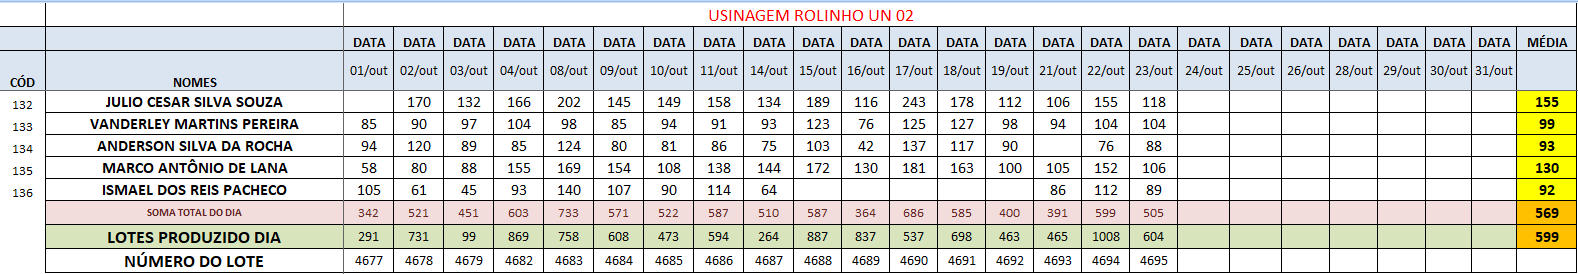 USINAGEM ROLINHO UN 02
DATA DATA DATA DATA DATA DATA DATA DATA DATA DATA DATA DATA DATA DATA DATA DATA DATA DATA DATA DATA DATA DATA DATA DATA MÉDIA
CÓD NOMES 01/out 02/out 03/out 04/out 08/out 09/out 10/out 11/out 14/out 15/out 16/out 17/out 18/out 19/out 21/out 22/out 23/out 24/out 25/out 26/out 28/out 29/out 30/out 31/out
132 JULIO CESAR SILVA SOUZA 170 132 166 202 145 149 158 134 189 116 243 178 112 106 155 118 155
133 VANDERLEY MARTINS PEREIRA 85 90 97 104 98 85 94 91 93 123 76 125 127 98 94 104 104 99
134 ANDERSON SILVA DA ROCHA 94 120 89 85 124 80 81 86 75 103 42 137 117 90 76 88 93
135 MARCO ANTÔNIO DE LANA 58 80 88 155 169 154 108 138 144 172 130 181 163 100 105 152 106 130
136 ISMAEL DOS REIS PACHECO 105 61 45 93 140 107 90 114 64 86 112 89 92
SOMA TOTAL DO DIA 342 521 451 603 733 571 522 587 510 587 364 686 585 400 391 599 505 569
LOTES PRODUZIDO DIA 291 731 99 869 758 608 473 594 264 887 837 537 698 463 465 1008 604 599
NÚMERO DO LOTE 4677 4678 4679 4682 4683 4684 4685 4686 4687 4688 4689 4690 4691 4692 4693 4694 4695